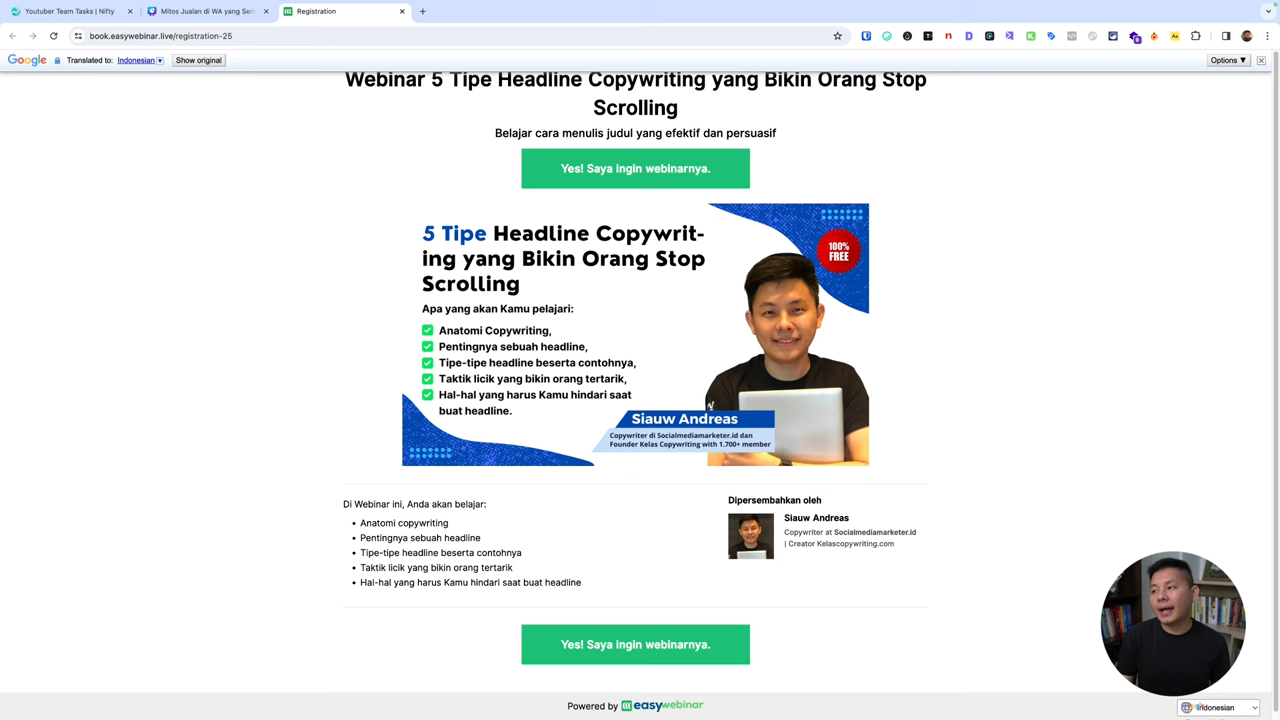 Youtuber Team Tasks | Nifty
Mitos Jualan di WA yang Seri
Registration
book.easywebinar.live/registration-25
Google Translated to: Indonesian Show original
Options ▼
Webinar 5 Tipe Headline Copywriting yang Bikin Orang Stop
Scrolling
Belajar cara menulis judul yang efektif dan persuasif
Yes! Saya ingin webinarnya.
5 Tipe Headline Copywrit-
ing yang Bikin Orang Stop
Scrolling
100%
FREE
Apa yang akan Kamu pelajari:
Anatomi Copywriting,
Pentingnya sebuah headline,
Tipe-tipe headline beserta contohnya,
Taktik licik yang bikin orang tertarik,
Hal-hal yang harus Kamu hindari saat
buat headline.
Siauw Andreas
Copywriter di Socialmediamarketer.id dan
Founder Kelas Copywriting with 1.700+ member
Di Webinar ini, Anda akan belajar:
• Anatomi copywriting
• Pentingnya sebuah headline
• Tipe-tipe headline beserta contohnya
• Taktik licik yang bikin orang tertarik
• Hal-hal yang harus Kamu hindari saat buat headline
Dipersembahkan oleh
Siauw Andreas
Copywriter at Socialmediamarketer.id
| Creator Kelascopywriting.com
Yes! Saya ingin webinarnya.
Powered by easywebinar
Indonesian